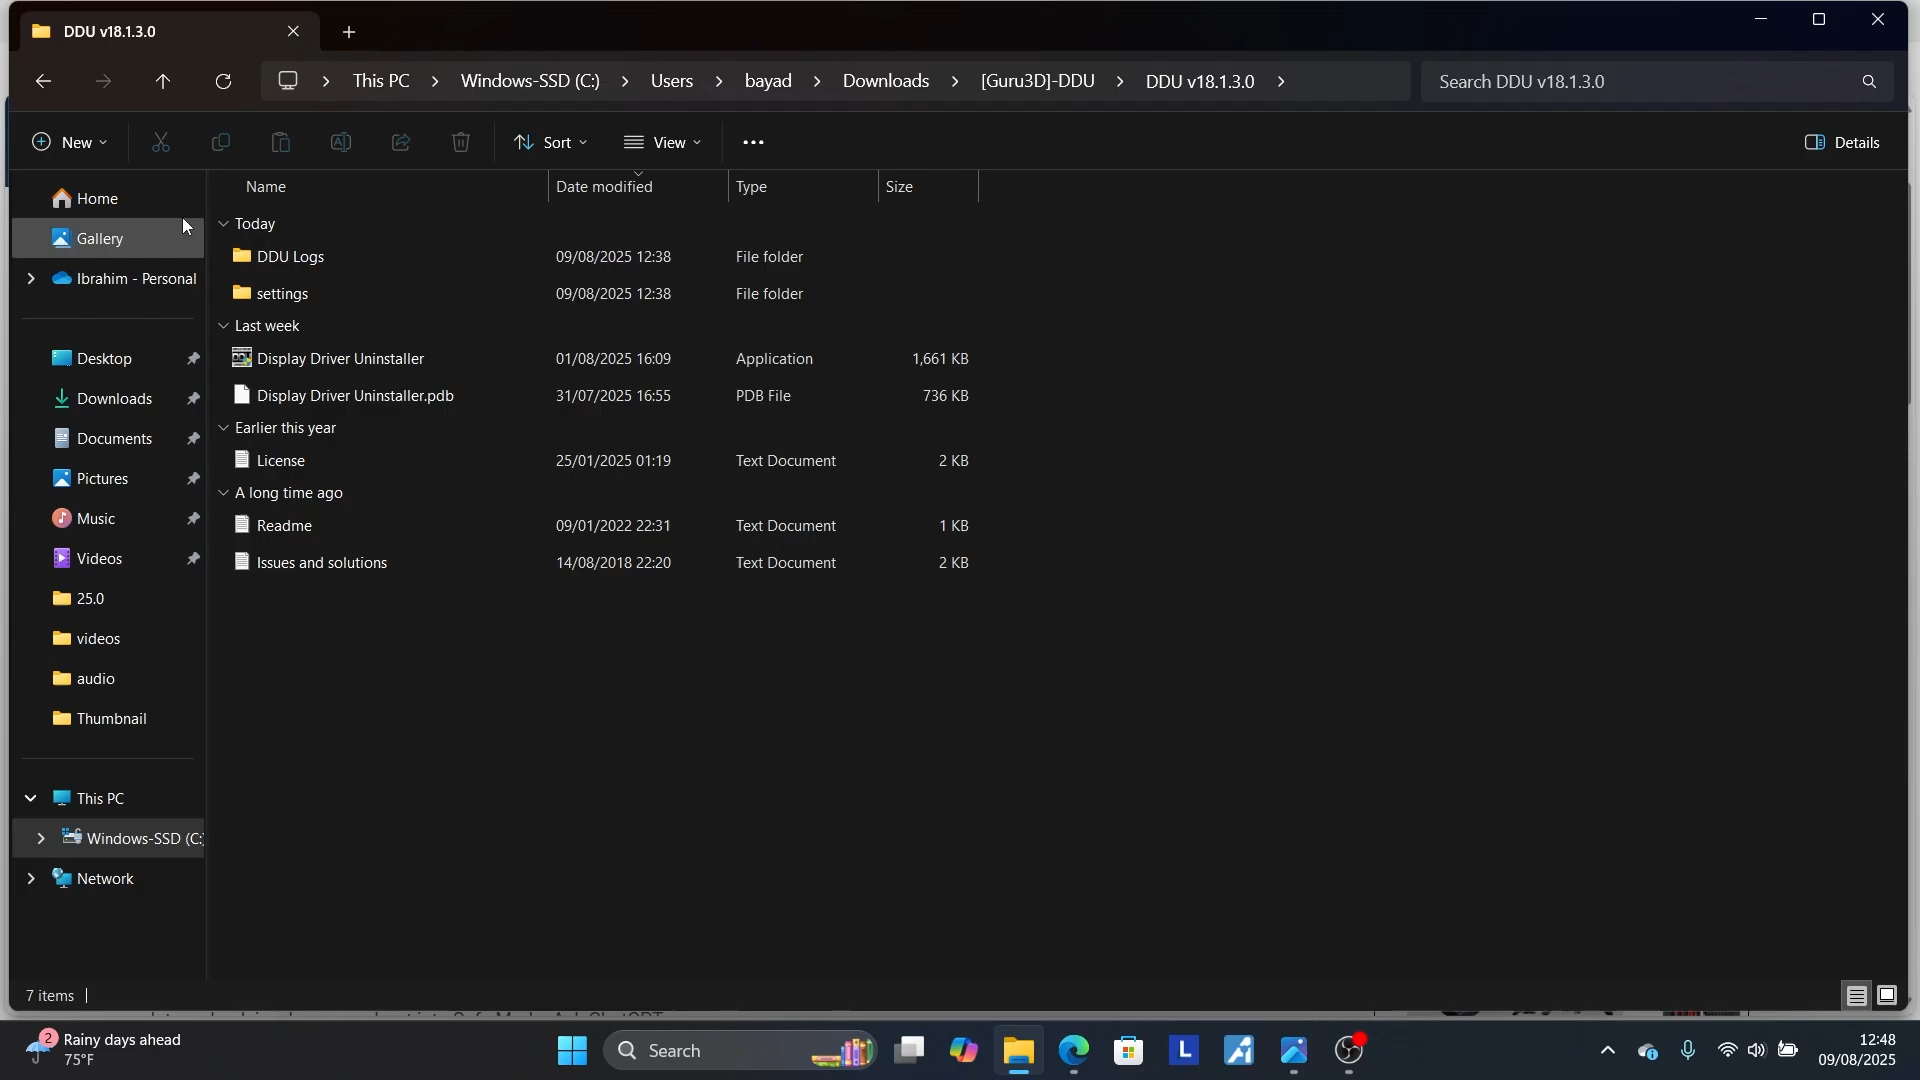 DDU v18.1.3.0
This PC > Windows-SSD (C:) > Users > bayad > Downloads > [Guru3D]-DDU > DDU v18.1.3.0 >
Search DDU v18.1.3.0
New
Sort
View
Details
Home
Gallery
Ibrahim - Personal
Desktop
Downloads
Documents
Pictures
Music
Videos
25.0
videos
audio
Thumbnail
This PC
Windows-SSD (C:
Network
Name Date modified Type Size
Today
DDU Logs 09/08/2025 12:38 File folder
settings 09/08/2025 12:38 File folder
Last week
Display Driver Uninstaller 01/08/2025 16:09 Application 1,661 KB
Display Driver Uninstaller.pdb 31/07/2025 16:55 PDB File 736 KB
Earlier this year
License 25/01/2025 01:19 Text Document 2 KB
A long time ago
Readme 09/01/2022 22:31 Text Document 1 KB
Issues and solutions 14/08/2018 22:20 Text Document 2 KB
7 items
2
Rainy days ahead
75°F
Search
L
12:48
09/08/2025